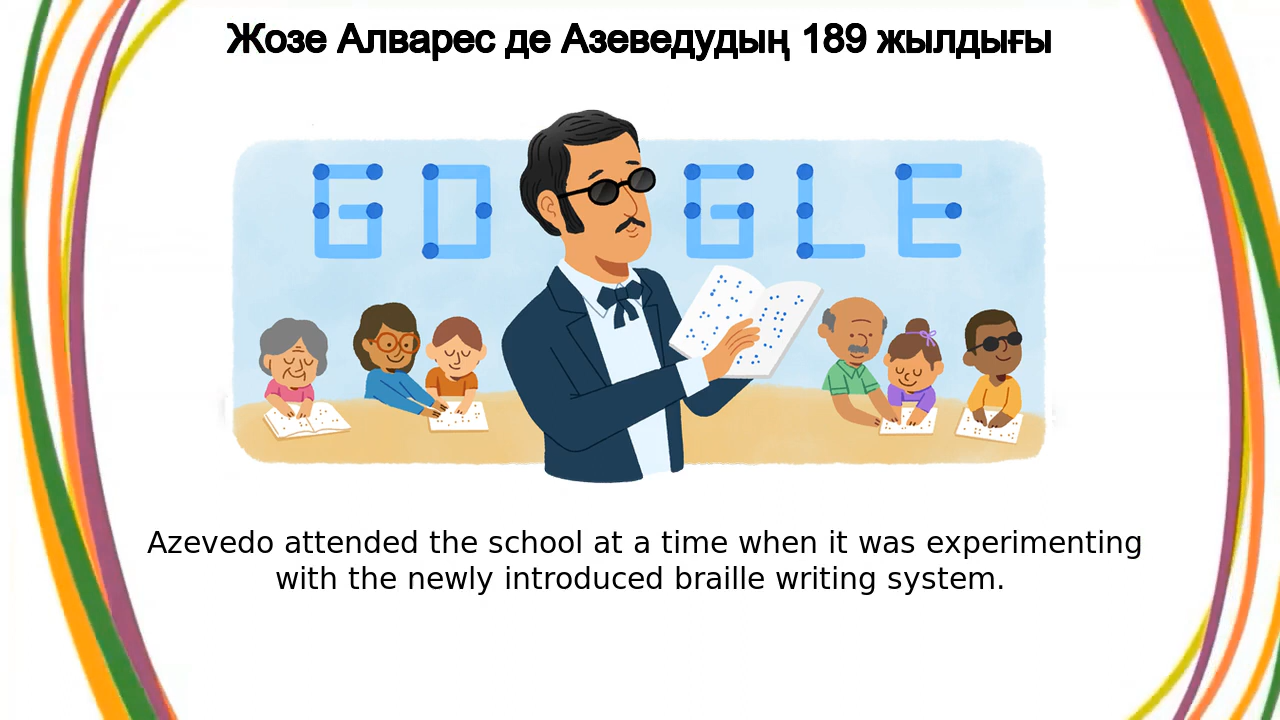 Жозе Алварес де Азеведудың 189 жылдығы
GOGLE
Azevedo attended the school at a time when it was experimenting
with the newly introduced braille writing system.